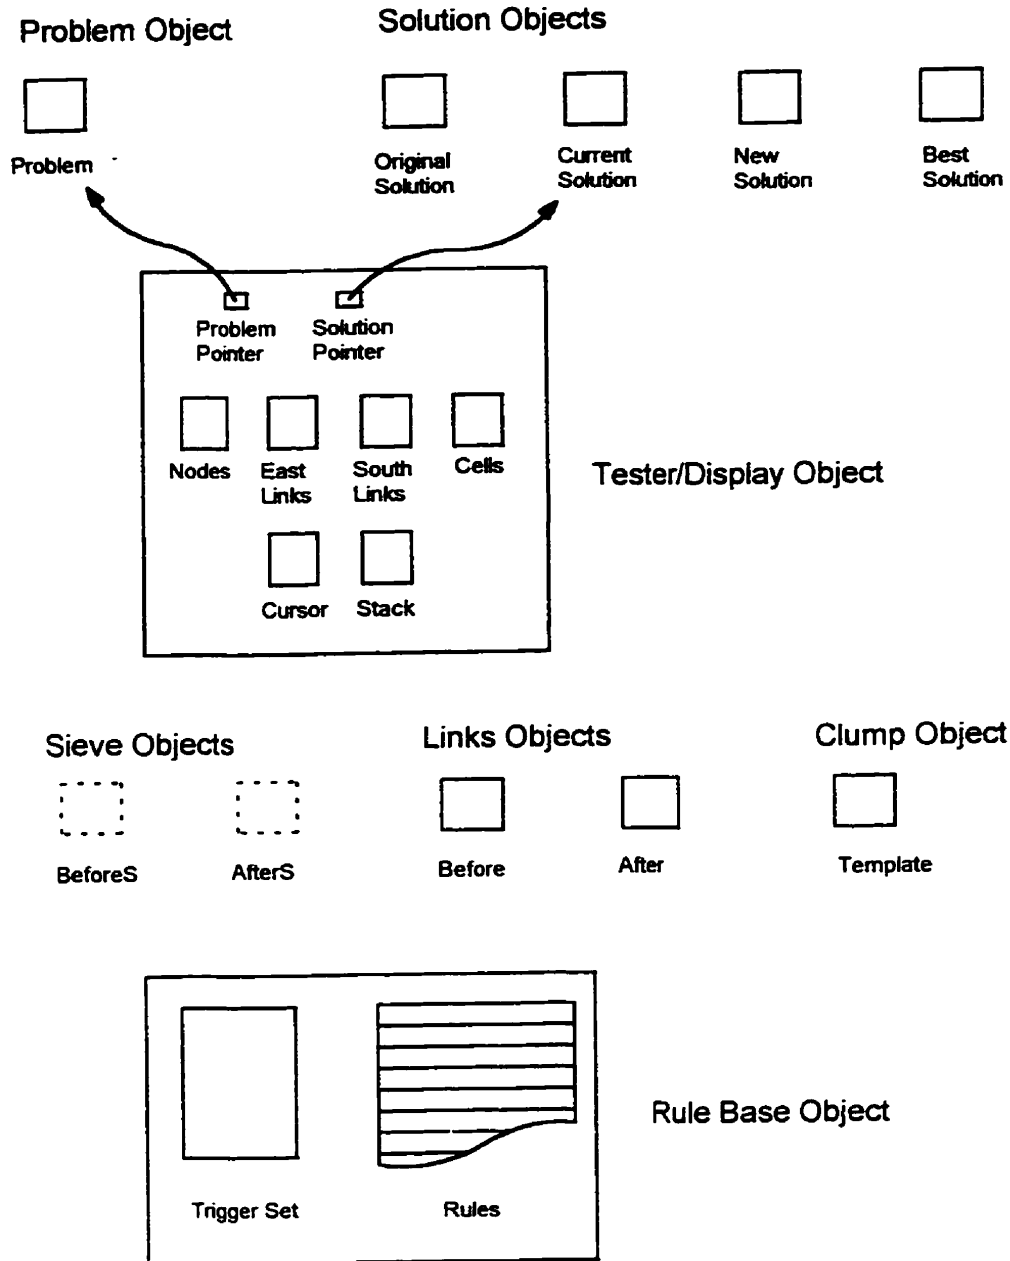 Problem Object
Solution Objects
Problem
Original
Solution
Current
Solution
New
Solution
Best
Solution
Problem
Pointer
Solution
Pointer
Nodes
East
Links
South
Links
Cells
Tester/Display Object
Cursor
Stack
Sieve Objects
Links Objects
Clump Object
BeforeS
AfterS
Before
After
Template
Rule Base Object
Trigger Set
Rules